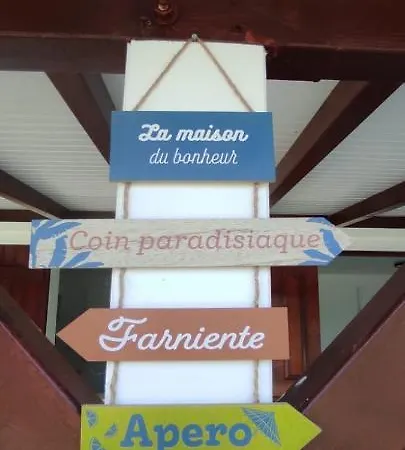 La maison
du bonheur
Coin paradisiaque
Farniente
Apero